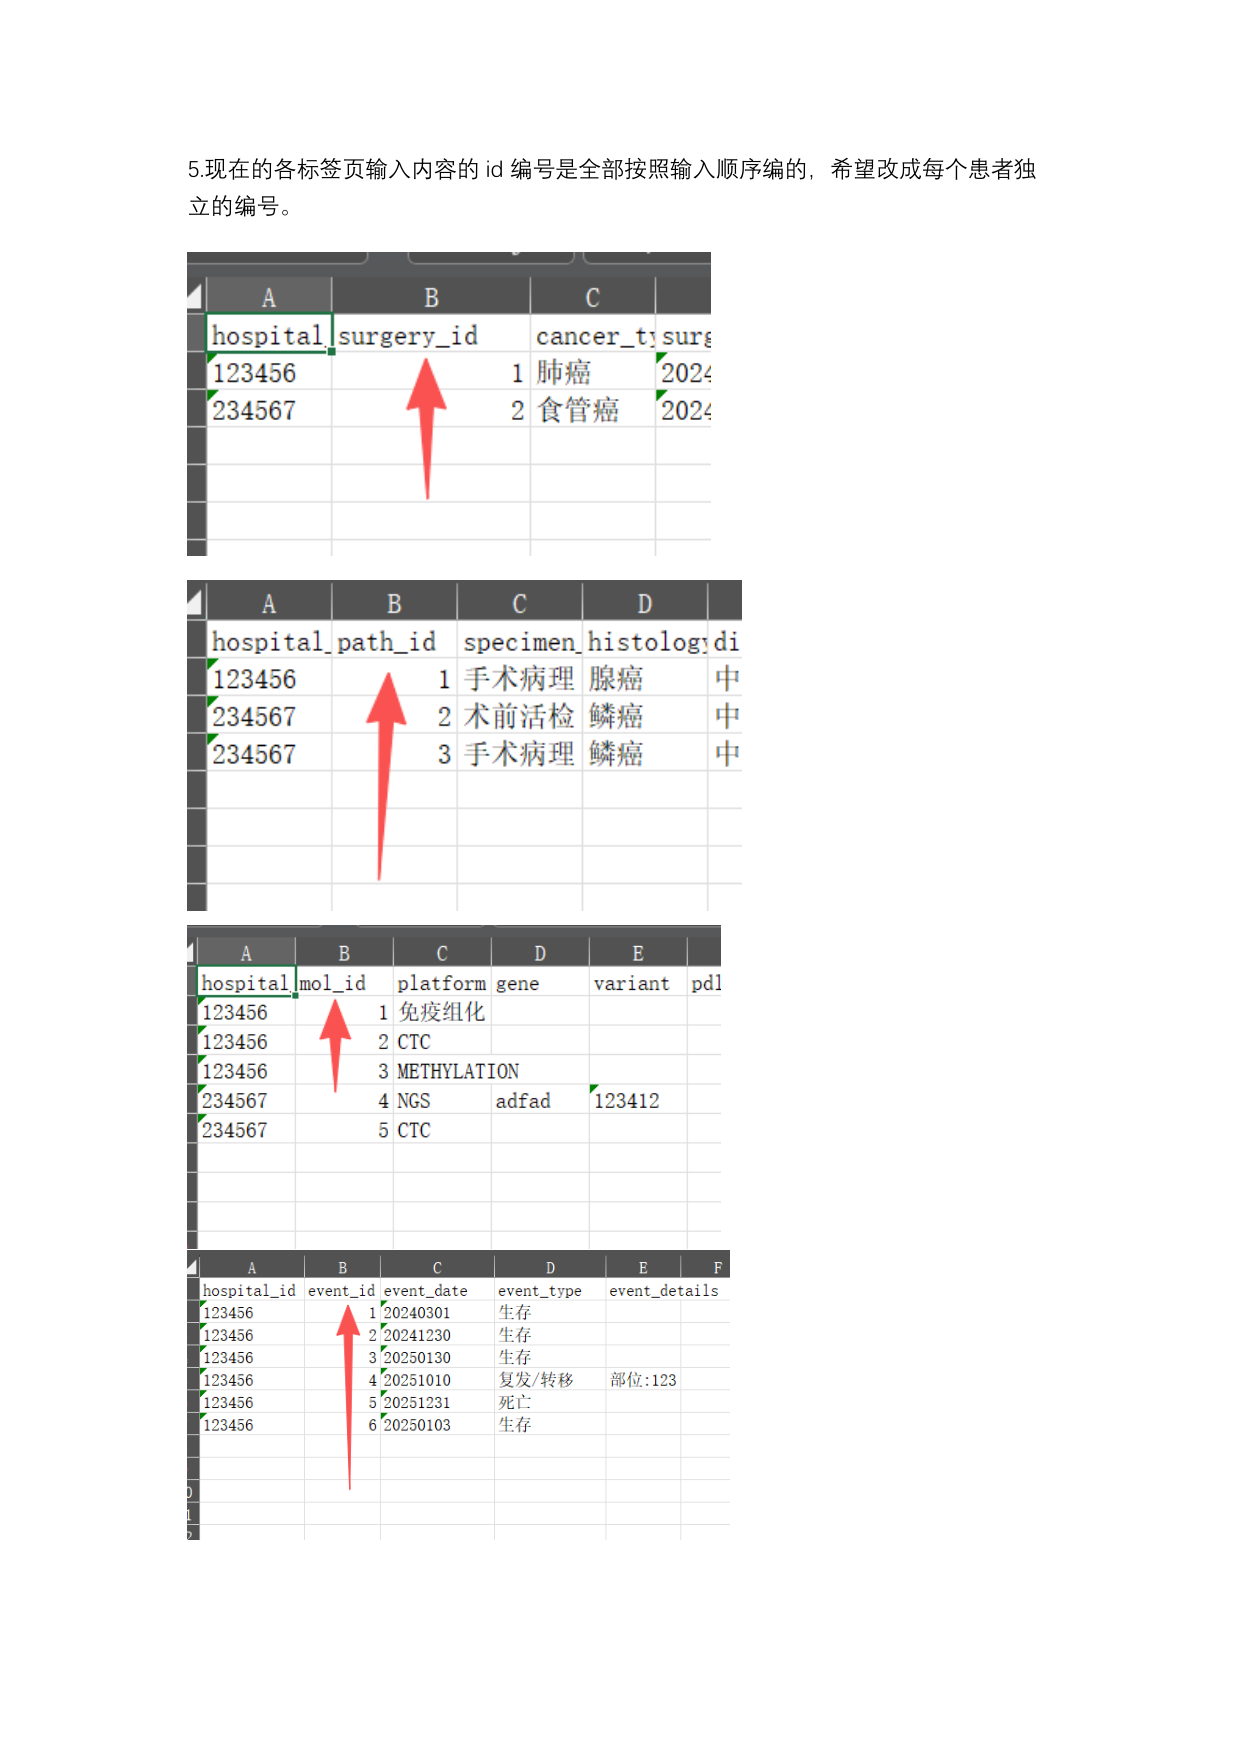 5.现在的各标签页输入内容的 id 编号是全部按照输入顺序编的，希望改成每个患者独
立的编号。
A B C
hospital_ surgery_id cancer_ty surg
123456 1 肺癌 2024
234567 2 食管癌 2024
A B C D
hospital_ path_id specimen_ histology di
123456 1 手术病理 腺癌 中
234567 2 术前活检 鳞癌 中
234567 3 手术病理 鳞癌 中
A B C D E
hospital_ mol_id platform gene variant pdl
123456 1 免疫组化
123456 2 CTC
123456 3 METHYLATION
234567 4 NGS adfad 123412
234567 5 CTC
A B C D E F
hospital_id event_id event_date event_type event_details
123456 1 20240301 生存
123456 2 20241230 生存
123456 3 20250130 生存
123456 4 20251010 复发/转移 部位:123
123456 5 20251231 死亡
123456 6 20250103 生存